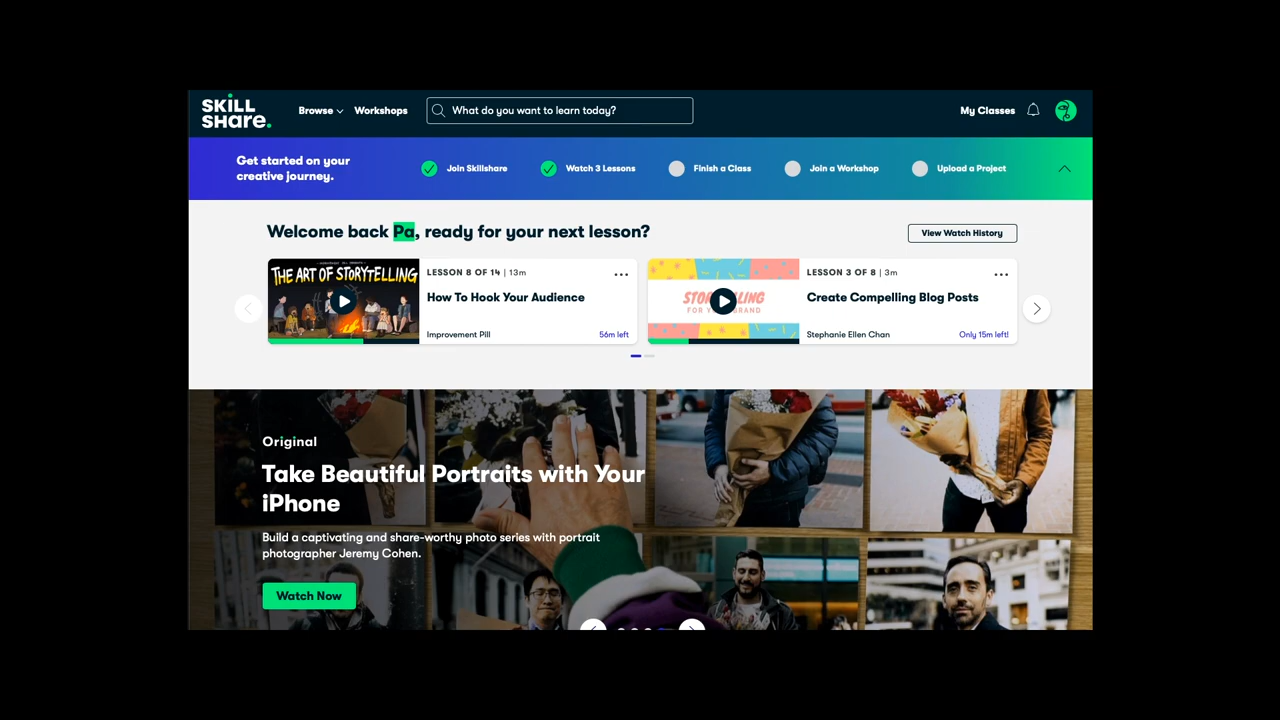 SKiLL
SHare.
Browse
Workshops
What do you want to learn today?
My Classes
Get started on your
creative journey.
Join Skillshare
Watch 3 Lessons
Finish a Class
Join a Workshop
Upload a Project
Welcome back Pa, ready for your next lesson?
View Watch History
THE ART OF STORYTELLING
LESSON 8 OF 14 | 13m
How To Hook Your Audience
Improvement Pill
56m left
LESSON 3 OF 8 | 3m
Create Compelling Blog Posts
Stephanie Ellen Chan
Only 15m left!
Original
Take Beautiful Portraits with Your
iPhone
Build a captivating and share-worthy photo series with portrait
photographer Jeremy Cohen.
Watch Now